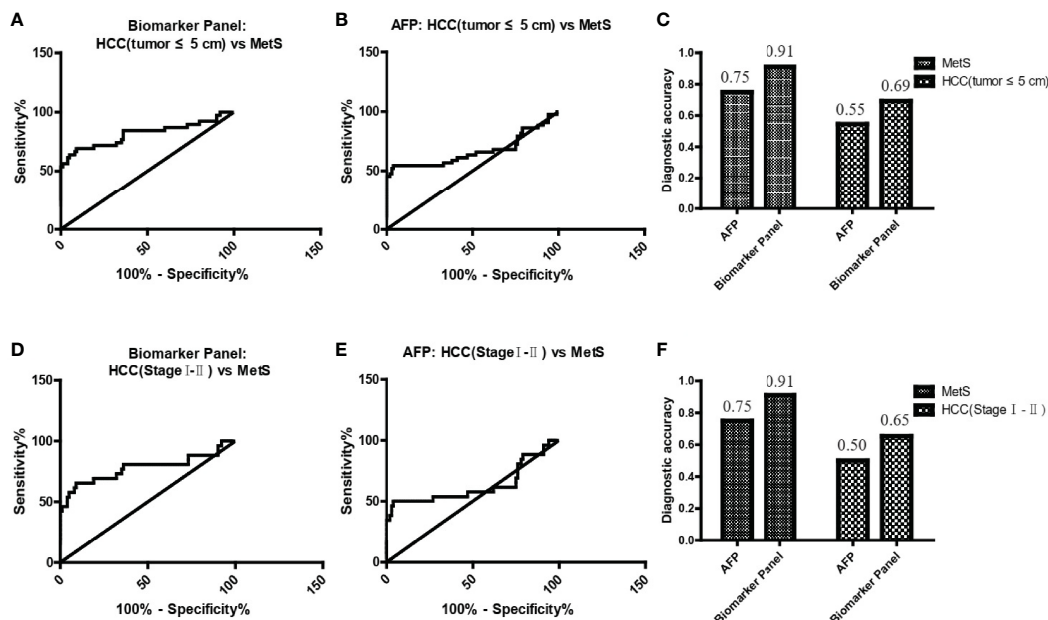 A
Biomarker Panel:
HCC(tumor ≤ 5 cm) vs MetS
150
100
50
0
Sensitivity%
0
50
100
150
100% - Specificity%
B
AFP: HCC(tumor ≤ 5 cm) vs MetS
150
100
50
0
Sensitivity%
0
50
100
150
100% - Specificity%
C
1.0
0.8
0.6
0.4
0.2
0.0
Diagnostic accuracy
0.75
0.91
0.55
0.69
MetS
HCC(tumor ≤ 5 cm)
AFP
Biomarker Panel
AFP
Biomarker Panel
D
Biomarker Panel:
HCC(Stage Ⅰ-Ⅱ) vs MetS
150
100
50
0
Sensitivity%
0
50
100
150
100% - Specificity%
E
AFP: HCC(Stage Ⅰ-Ⅱ) vs MetS
150
100
50
0
Sensitivity%
0
50
100
150
100% - Specificity%
F
1.0
0.8
0.6
0.4
0.2
0.0
Diagnostic accuracy
0.75
0.91
0.50
0.65
MetS
HCC(Stage Ⅰ - Ⅱ)
AFP
Biomarker Panel
AFP
Biomarker Panel